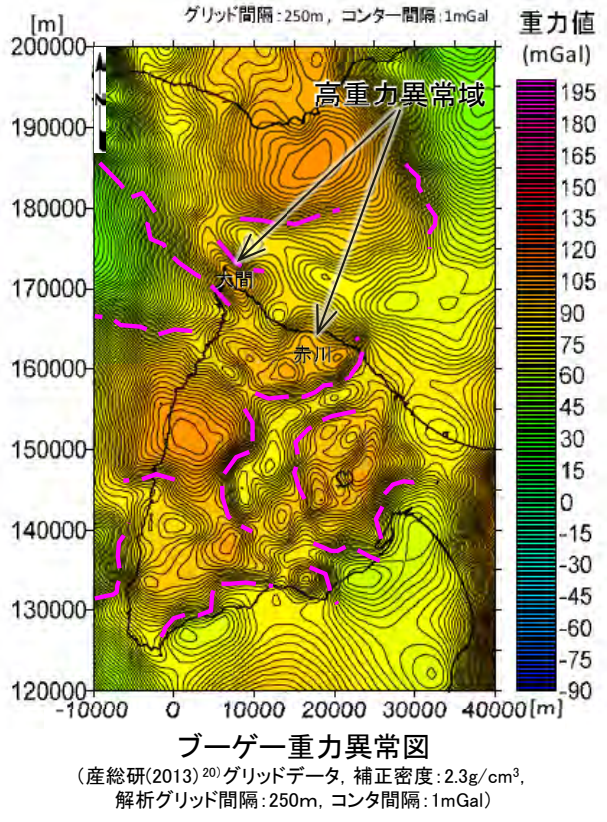 グリッド間隔:250m, コンター間隔:1mGal
[m]
重力値
(mGal)
200000
190000
180000
170000
160000
150000
140000
130000
120000
-10000 0 10000 20000 30000 40000[m]
N
高重力異常域
大間
赤川
195
165
150
135
120
105
90
75
60
45
30
15
0
-15
-30
-45
-60
-75
-90
ブーゲー重力異常図
(産総研(2013)20)グリッドデータ, 補正密度:2.3g/cm3,
解析グリッド間隔:250m, コンタ間隔:1mGal)